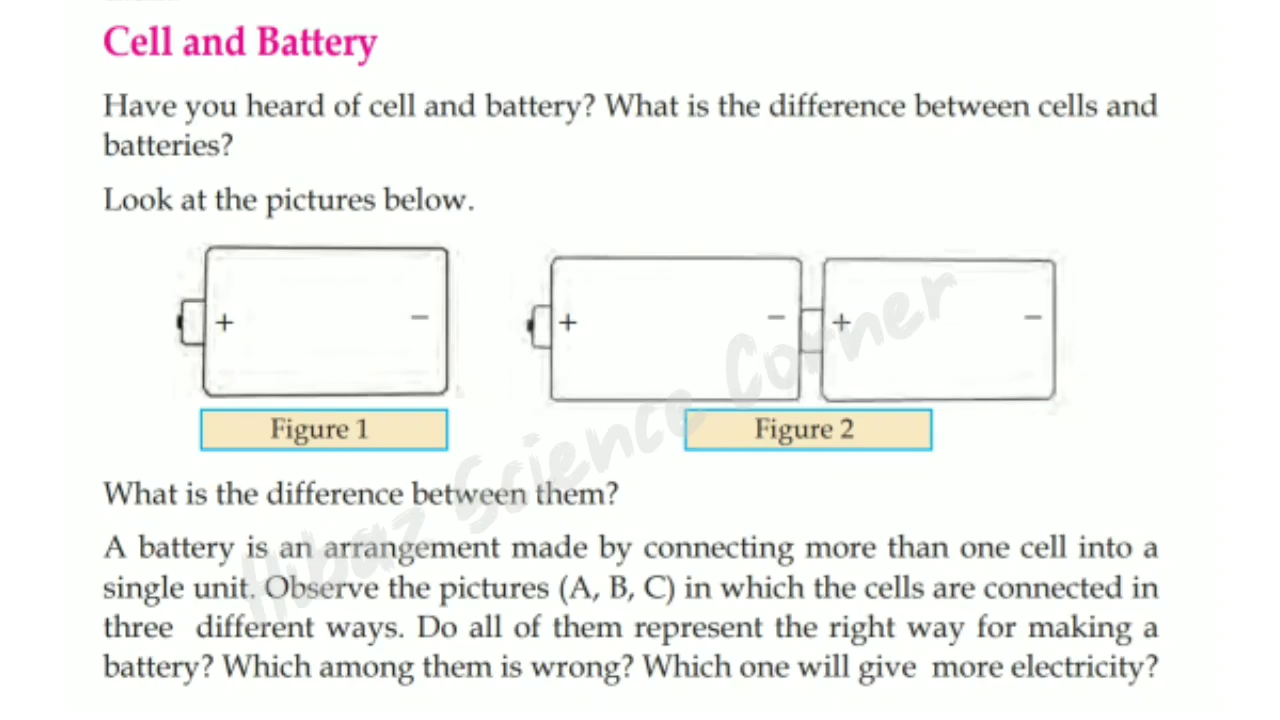 Cell and Battery
Have you heard of cell and battery? What is the difference between cells and
batteries?
Look at the pictures below.
+ − + − + −
Figure 1 Figure 2
What is the difference between them?
A battery is an arrangement made by connecting more than one cell into a
single unit. Observe the pictures (A, B, C) in which the cells are connected in
three different ways. Do all of them represent the right way for making a
battery? Which among them is wrong? Which one will give more electricity?
Hibaz Science Corner